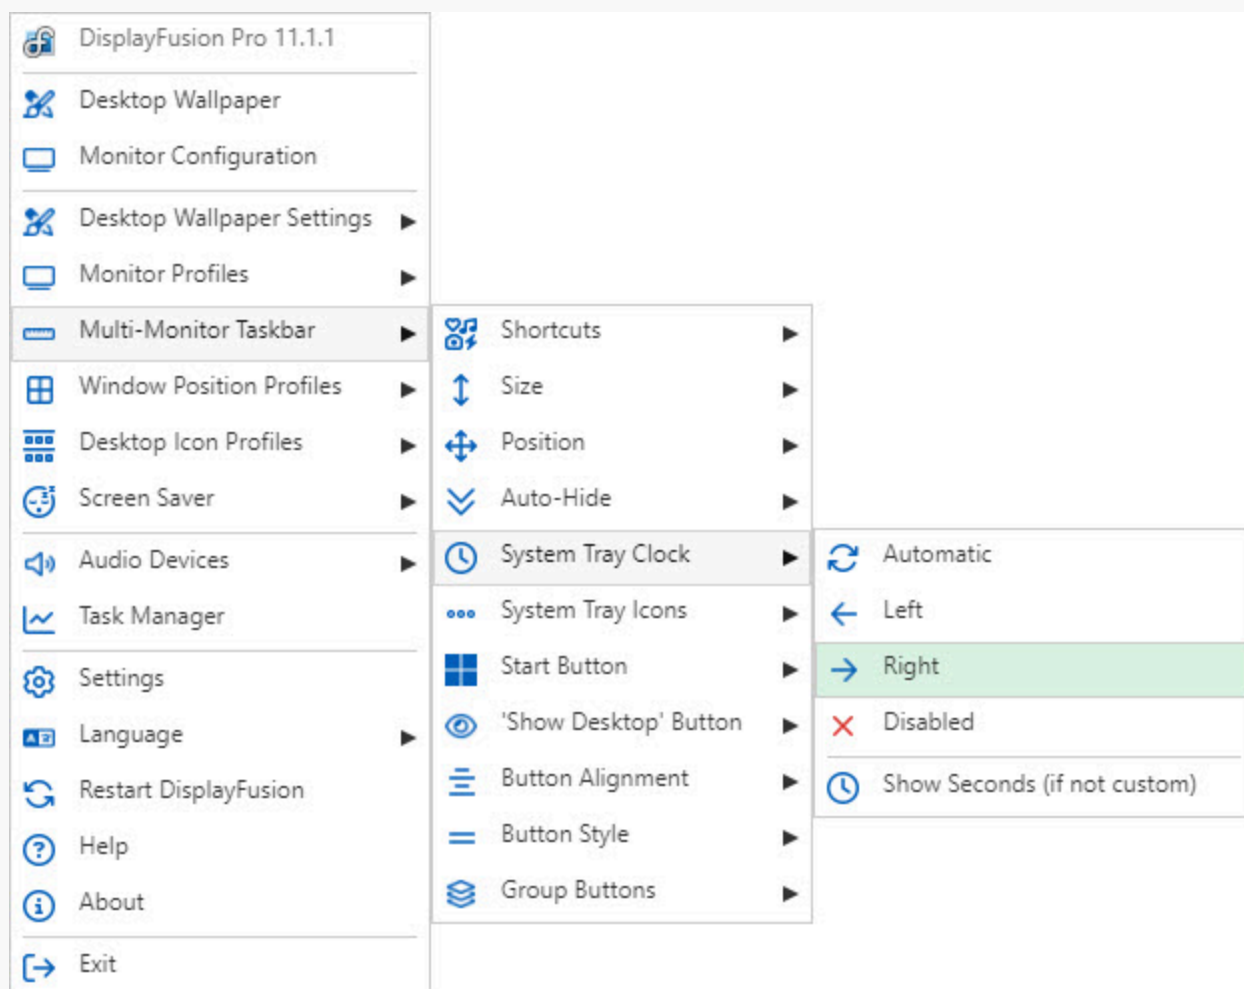 DisplayFusion Pro 11.1.1
Desktop Wallpaper
Monitor Configuration
Desktop Wallpaper Settings
Monitor Profiles
Multi-Monitor Taskbar
Window Position Profiles
Desktop Icon Profiles
Screen Saver
Audio Devices
Task Manager
Settings
Language
Restart DisplayFusion
Help
About
Exit
Shortcuts
Size
Position
Auto-Hide
System Tray Clock
System Tray Icons
Start Button
'Show Desktop' Button
Button Alignment
Button Style
Group Buttons
Automatic
Left
Right
Disabled
Show Seconds (if not custom)